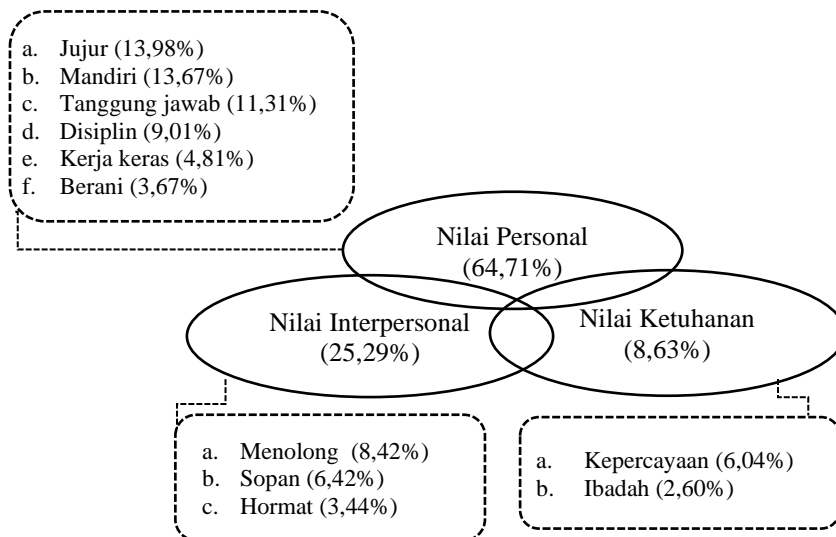 a. Jujur (13,98%)
b. Mandiri (13,67%)
c. Tanggung jawab (11,31%)
d. Disiplin (9,01%)
e. Kerja keras (4,81%)
f. Berani (3,67%)
Nilai Personal
(64,71%)
Nilai Interpersonal
(25,29%)
Nilai Ketuhanan
(8,63%)
a. Menolong (8,42%)
b. Sopan (6,42%)
c. Hormat (3,44%)
a. Kepercayaan (6,04%)
b. Ibadah (2,60%)